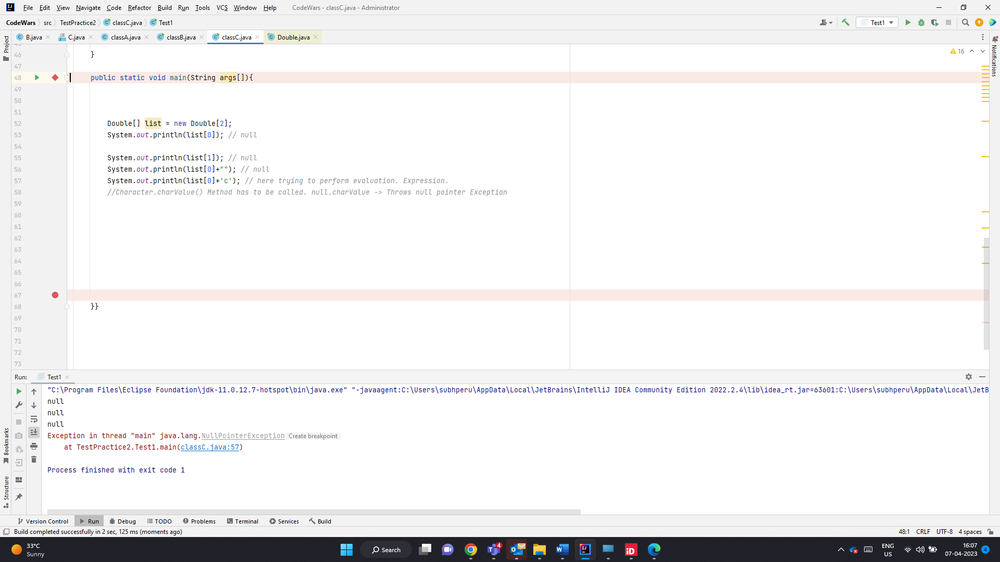 File Edit View Navigate Code Refactor Build Run Tools VCS Window Help CodeWars - classC.java - Administrator
CodeWars src TestPractice2 classC.java Test1 Test1
Project B.java C.java classA.java classB.java classC.java Double.java
Notifications
16
46 }
47
48 public static void main(String args[]){
49
50
51
52 Double[] list = new Double[2];
53 System.out.println(list[0]); // null
54
55 System.out.println(list[1]); // null
56 System.out.println(list[0]+""); // null
57 System.out.println(list[0]+'c'); // here trying to perform evaluation. Expression.
58 //Character.charValue() Method has to be called. null.charValue -> Throws null pointer Exception
59
60
61
62
63
64
65
66
67
68 }}
69
70
71
72
73
Run: Test1
"C:\Program Files\Eclipse Foundation\jdk-11.0.12.7-hotspot\bin\java.exe" "-javaagent:C:\Users\subhperu\AppData\Local\JetBrains\IntelliJ IDEA Community Edition 2022.2.4\lib\idea_rt.jar=63601:C:\Users\subhperu\AppData\Local\JetB
null
null
null
Exception in thread "main" java.lang.NullPointerException Create breakpoint
at TestPractice2.Test1.main(classC.java:57)
Process finished with exit code 1
Bookmarks
Structure
Version Control Run Debug TODO Problems Terminal Services Build
Build completed successfully in 2 sec, 125 ms (moments ago) 48:1 CRLF UTF-8 4 spaces
33°C
Sunny
Search
4
ENG
US
16:07
07-04-2023
4